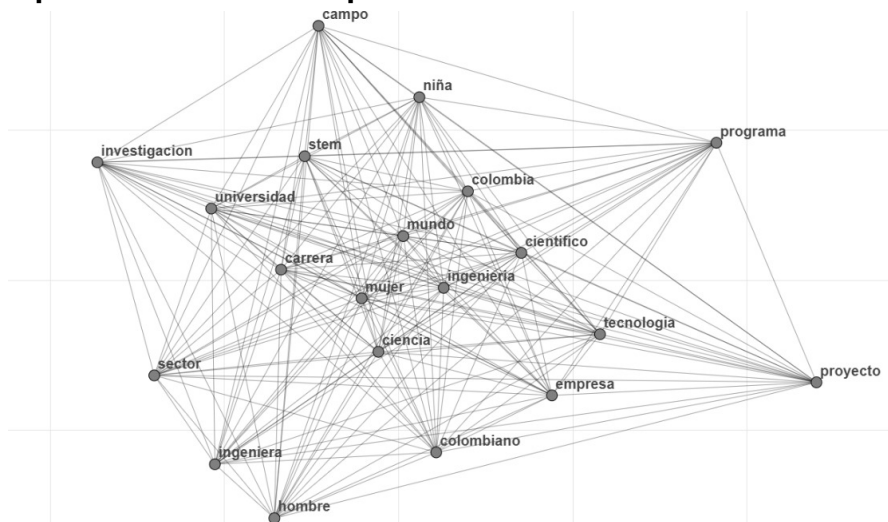 campo
niña
programa
stem
investigacion
colombia
universidad
mundo
cientifico
carrera
ingenieria
mujer
tecnologia
ciencia
sector
proyecto
empresa
colombiano
ingeniera
hombre